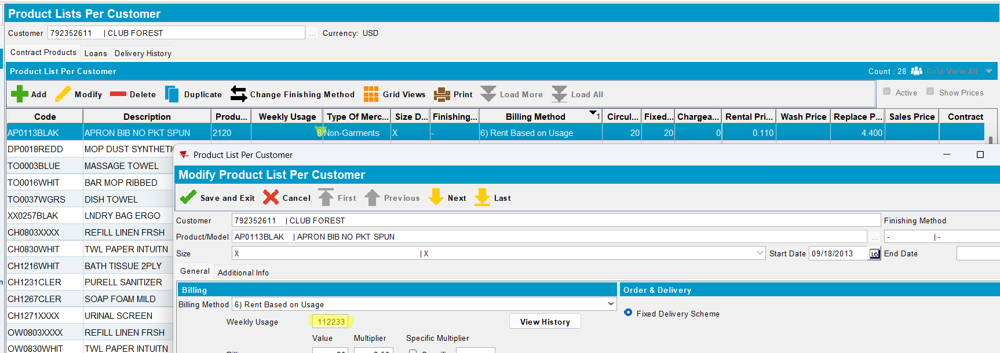 Product Lists Per Customer
Customer 792352611 | CLUB FOREST ... Currency: USD
Contract Products Loans Delivery History
Product List Per Customer Count : 28 Grid View All
Add Modify Delete Duplicate Change Finishing Method Grid Views Print Load More Load All Active Show Prices
Code Description Produ... Weekly Usage Type Of Merc... Size D... Finishing... Billing Method 1 Circul... Fixed... Chargea... Rental Pri... Wash Price Replace P... Sales Price Contract
AP0113BLAK APRON BIB NO PKT SPUN 2120 8 Non-Garments X - 6) Rent Based on Usage 20 20 0 0.110 4.400
DP0018REDD MOP DUST SYNTHETIC
TO0003BLUE MASSAGE TOWEL
TO0016WHIT BAR MOP RIBBED
TO0037WGRS DISH TOWEL
XX0257BLAK LNDRY BAG ERGO
CH0803XXXX REFILL LINEN FRSH
CH0830WHIT TWL PAPER INTUITN
CH1216WHIT BATH TISSUE 2PLY
CH1231CLER PURELL SANITIZER
CH1267CLER SOAP FOAM MILD
CH1271XXXX URINAL SCREEN
OW0803XXXX REFILL LINEN FRSH
OW0830WHIT TWL PAPER INTUITN
Product List Per Customer
Modify Product List Per Customer
Save and Exit Cancel First Previous Next Last
Customer 792352611 | CLUB FOREST Finishing Method
Product/Model AP0113BLAK | APRON BIB NO PKT SPUN ... - | -
Size X | X Start Date 09/18/2013 16 End Date
General Additional Info
Billing Order & Delivery
Billing Method 6) Rent Based on Usage
Fixed Delivery Scheme
Weekly Usage 112233 View History
Value Multiplier Specific Multiplier